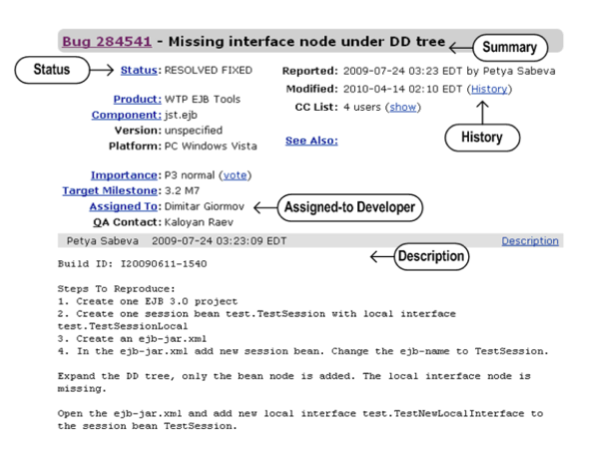 Bug 284541 - Missing interface node under DD tree
Summary
Status
Status: RESOLVED FIXED
Reported: 2009-07-24 03:23 EDT by Petya Sabeva
Modified: 2010-04-14 02:10 EDT (History)
Product: WTP EJB Tools
CC List: 4 users (show)
Component: jst.ejb
Version: unspecified
History
Platform: PC Windows Vista
See Also:
Importance: P3 normal (vote)
Target Milestone: 3.2 M7
Assigned To: Dimitar Giormov
Assigned-to Developer
QA Contact: Kaloyan Raev
Petya Sabeva 2009-07-24 03:23:09 EDT
Description
Description
Build ID: I20090611-1540
Steps To Reproduce:
1. Create one EJB 3.0 project
2. Create one session bean test.TestSession with local interface
test.TestSessionLocal
3. Create an ejb-jar.xml
4. In the ejb-jar.xml add new session bean. Change the ejb-name to TestSession.
Expand the DD tree, only the bean node is added. The local interface node is
missing.
Open the ejb-jar.xml and add new local interface test.TestNewLocalInterface to
the session bean TestSession.